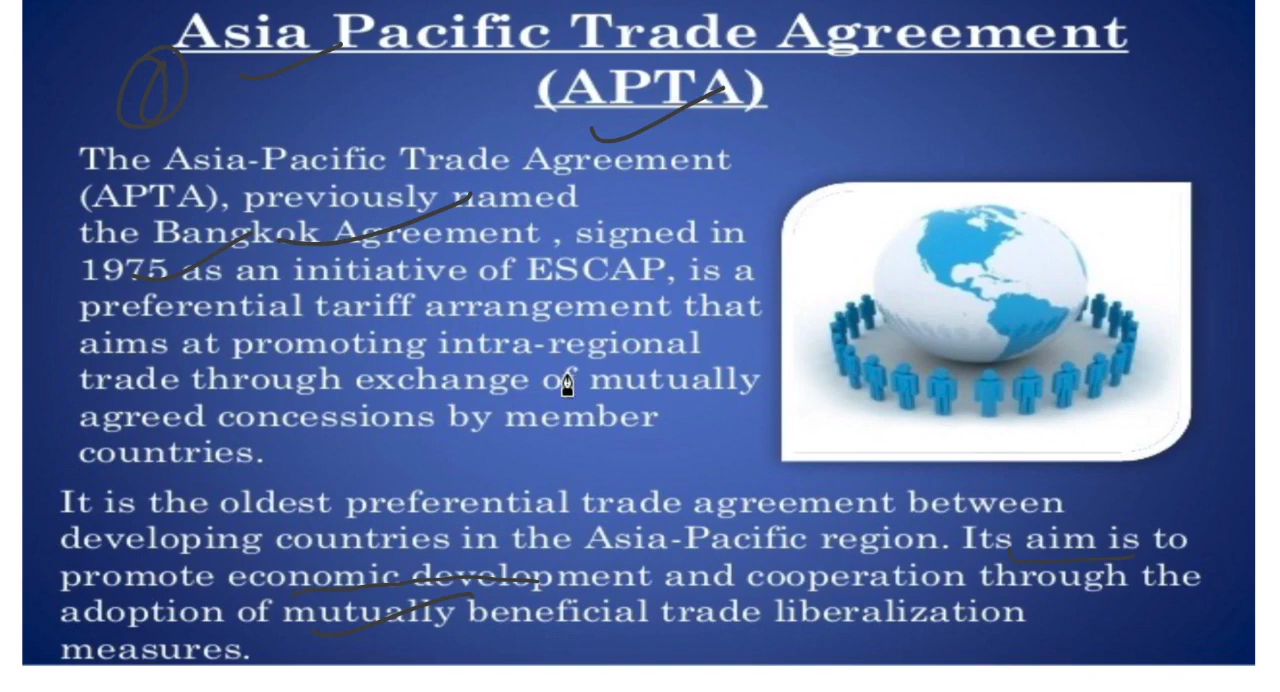 Asia Pacific Trade Agreement
(APTA)
The Asia-Pacific Trade Agreement
(APTA), previously named
the Bangkok Agreement , signed in
1975 as an initiative of ESCAP, is a
preferential tariff arrangement that
aims at promoting intra-regional
trade through exchange of mutually
agreed concessions by member
countries.
It is the oldest preferential trade agreement between
developing countries in the Asia-Pacific region. Its aim is to
promote economic development and cooperation through the
adoption of mutually beneficial trade liberalization
measures.